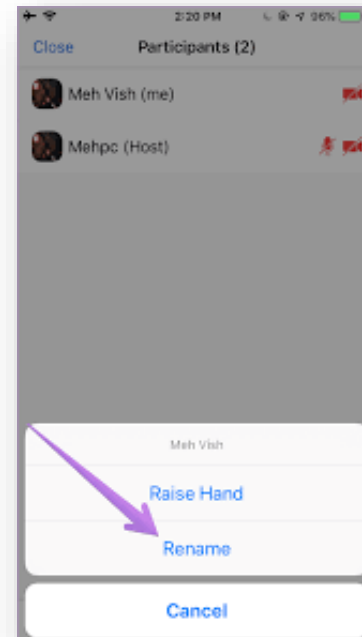 2:20 PM 96%
Close Participants (2)
Meh Vish (me)
Mehpc (Host)
Meh Vish
Raise Hand
Rename
Cancel